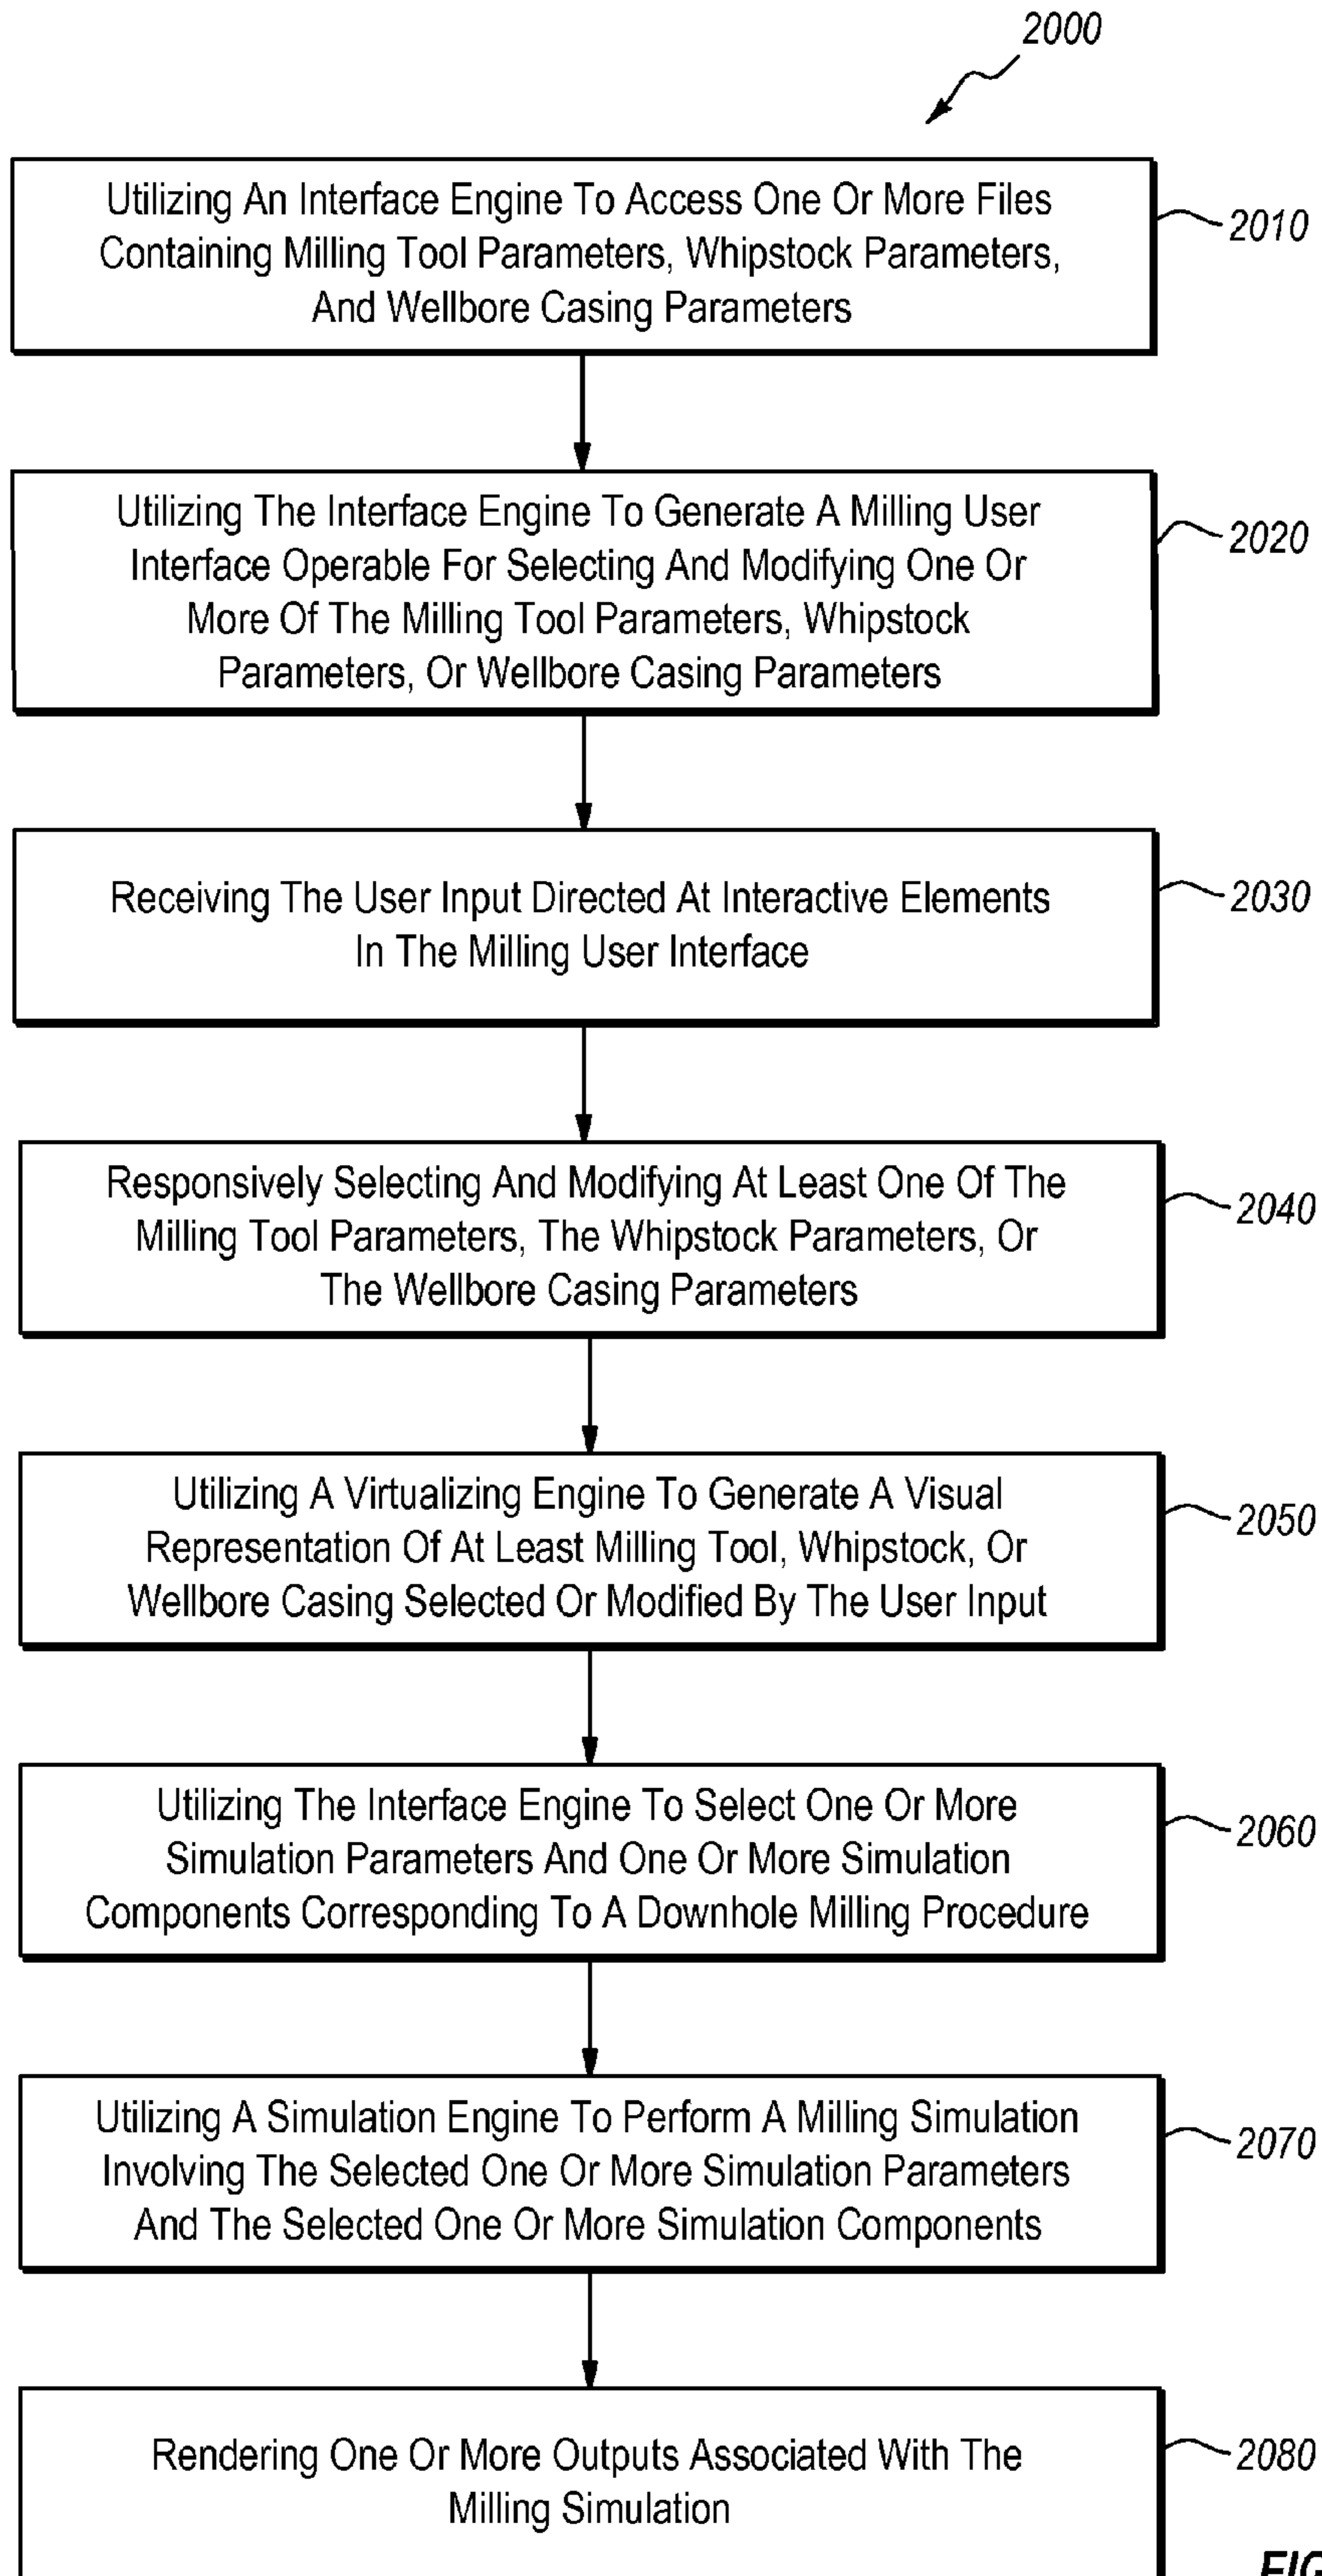 2000
Utilizing An Interface Engine To Access One Or More Files
Containing Milling Tool Parameters, Whipstock Parameters,
And Wellbore Casing Parameters
2010
Utilizing The Interface Engine To Generate A Milling User
Interface Operable For Selecting And Modifying One Or
More Of The Milling Tool Parameters, Whipstock
Parameters, Or Wellbore Casing Parameters
2020
Receiving The User Input Directed At Interactive Elements
In The Milling User Interface
2030
Responsively Selecting And Modifying At Least One Of The
Milling Tool Parameters, The Whipstock Parameters, Or
The Wellbore Casing Parameters
2040
Utilizing A Virtualizing Engine To Generate A Visual
Representation Of At Least Milling Tool, Whipstock, Or
Wellbore Casing Selected Or Modified By The User Input
2050
Utilizing The Interface Engine To Select One Or More
Simulation Parameters And One Or More Simulation
Components Corresponding To A Downhole Milling Procedure
2060
Utilizing A Simulation Engine To Perform A Milling Simulation
Involving The Selected One Or More Simulation Parameters
And The Selected One Or More Simulation Components
2070
Rendering One Or More Outputs Associated With The
Milling Simulation
2080